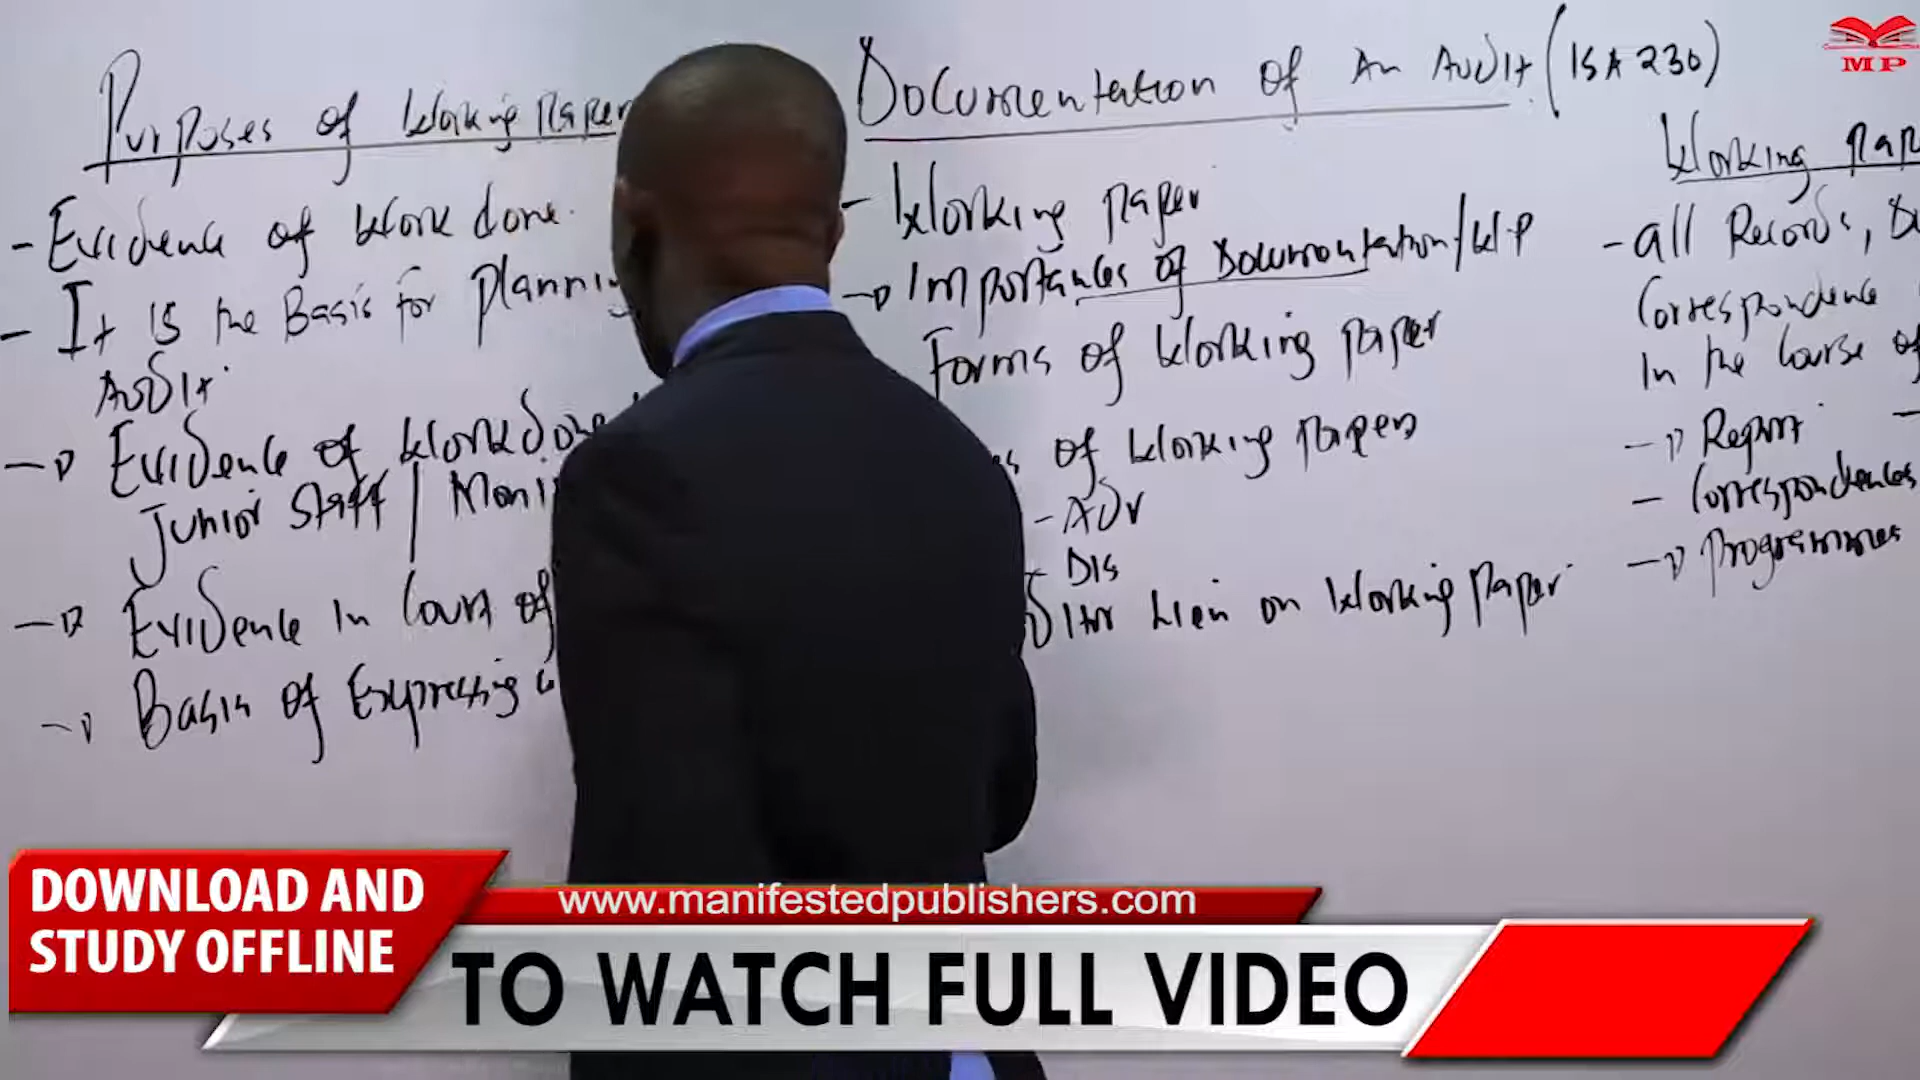 Purposes of Working Paper
- Evidence of Work done.
- It is the Basis for Planning
Audit.
Evidence of Work done
Junior Staff /
Evidence in Court of
Basis of Expressing
Documentation of An Audit (ISA 230)
- Working Paper
Importances of Documentation/W.P
Forms of Working Paper
of Working Papers
- ADV
- DIS
Lien on Working Paper
Working
- all Records,
Correspondence
In the Course of
Report
- Correspondences
Programmes
MP
DOWNLOAD AND
STUDY OFFLINE
www.manifestedpublishers.com
TO WATCH FULL VIDEO